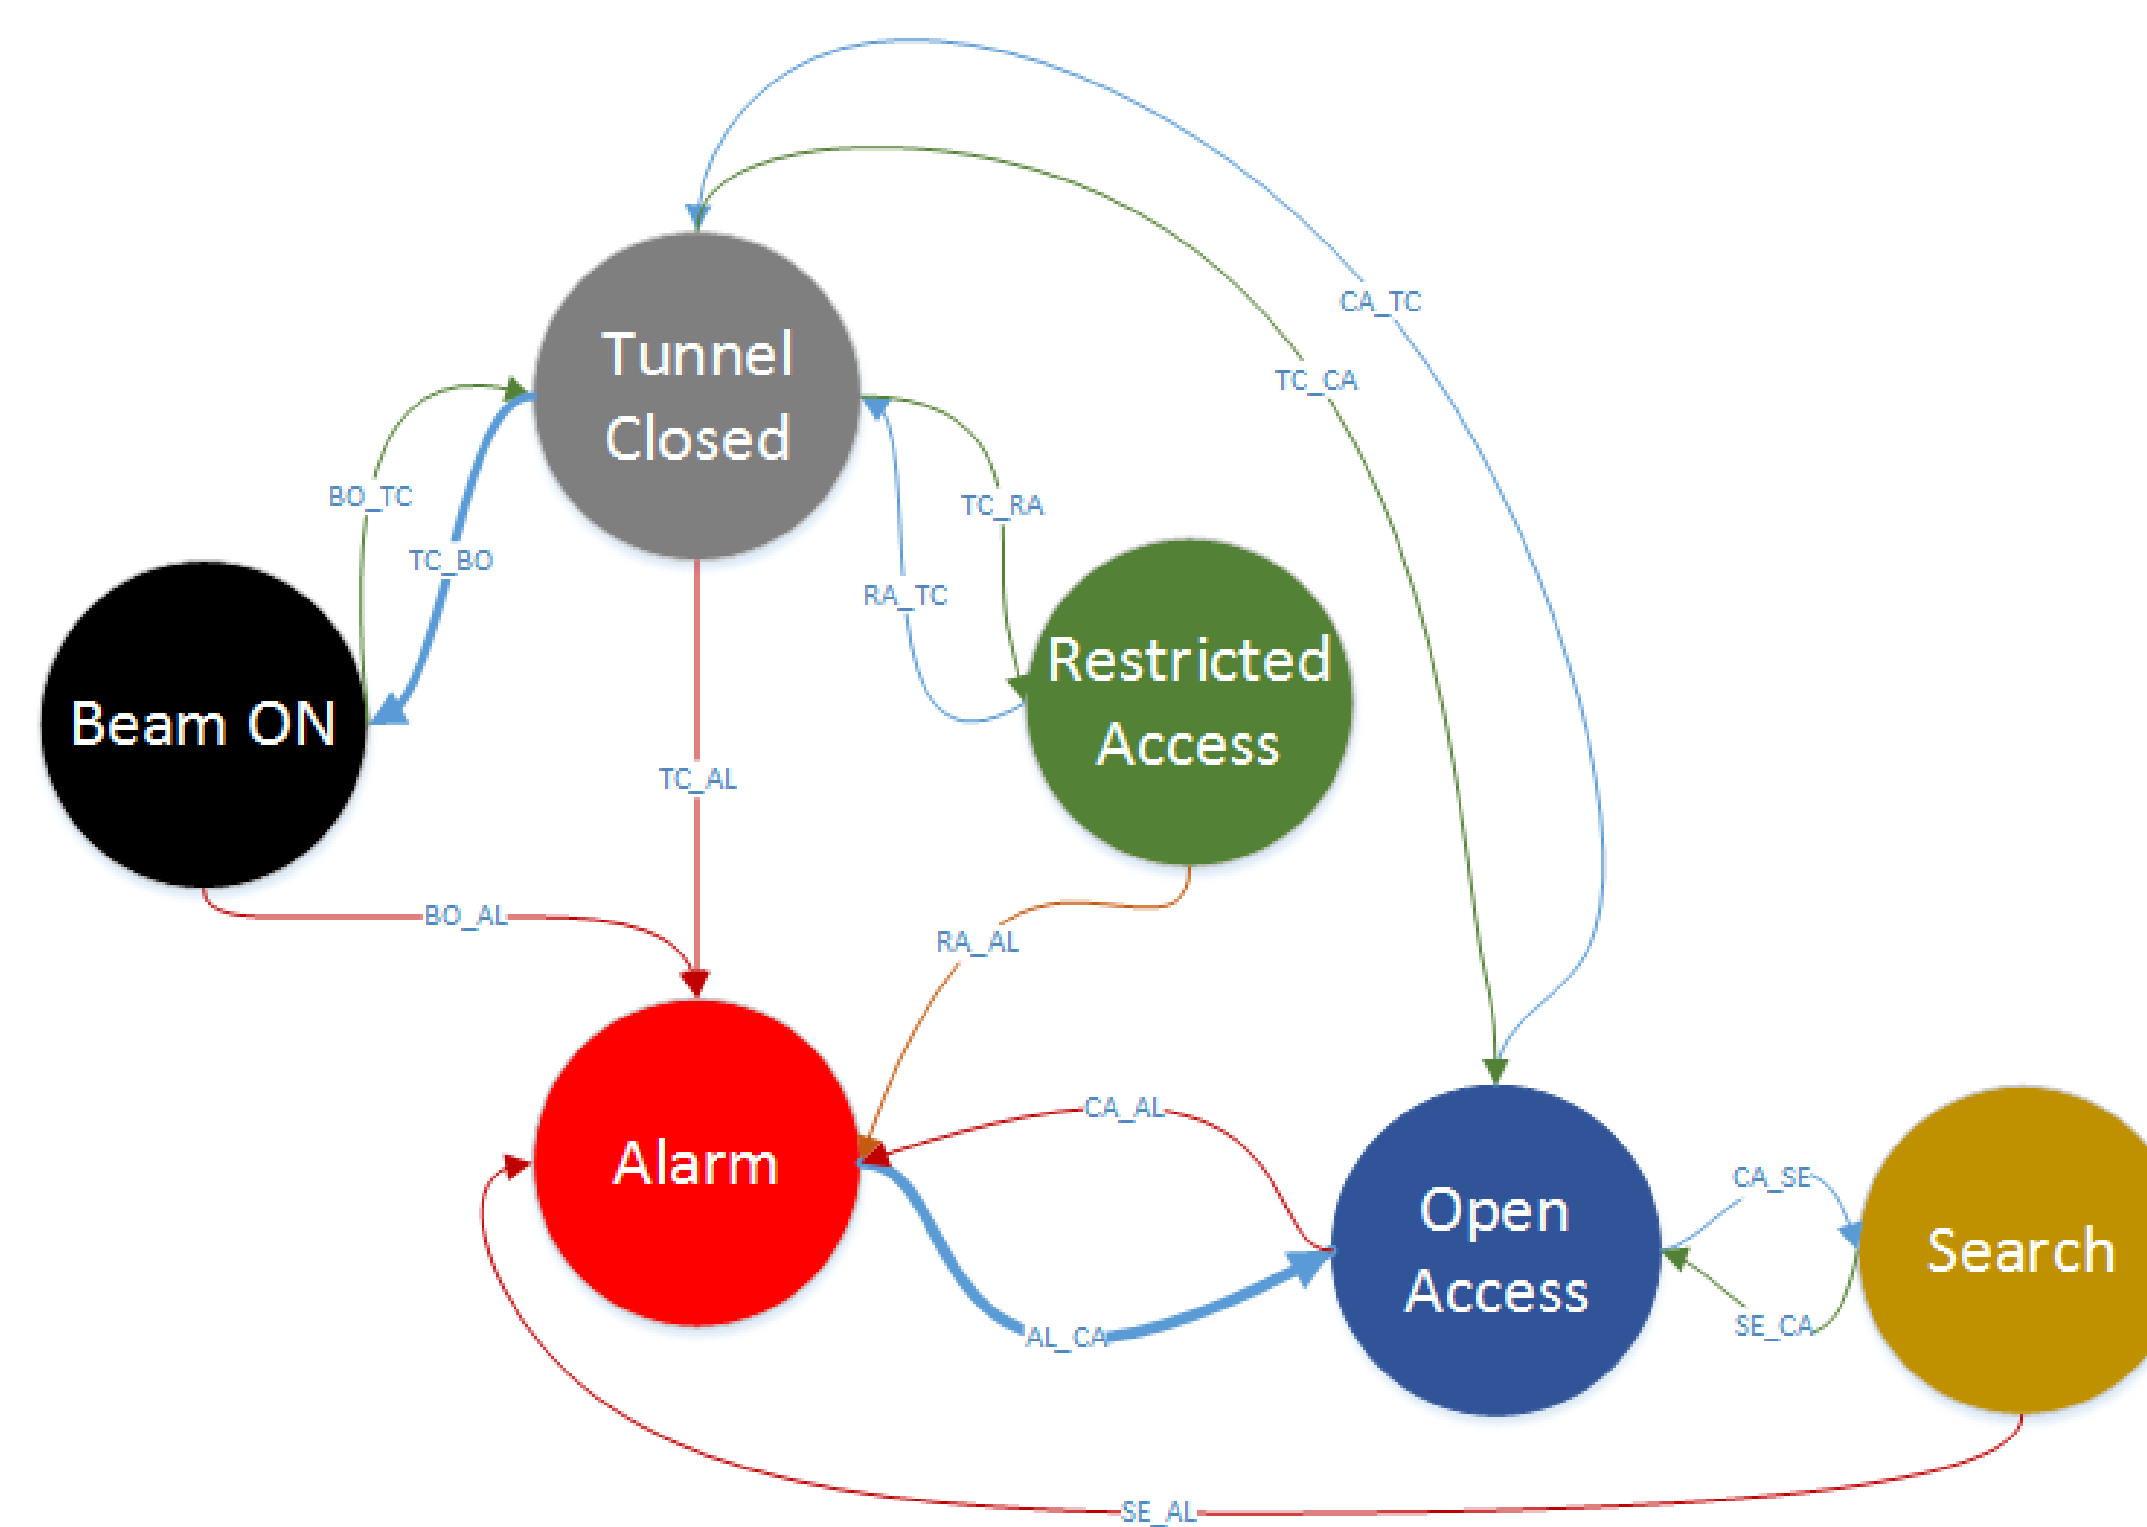 CA_TC
Tunnel
Closed
TC_CA
BO_TC
TC_RA
TC_BO
RA_TC
Restricted
Access
Beam ON
TC_AL
BO_AL
RA_AL
CA_AL
Alarm
CA_SE
Open
Access
Search
AL_CA
SE_CA
SE_AL